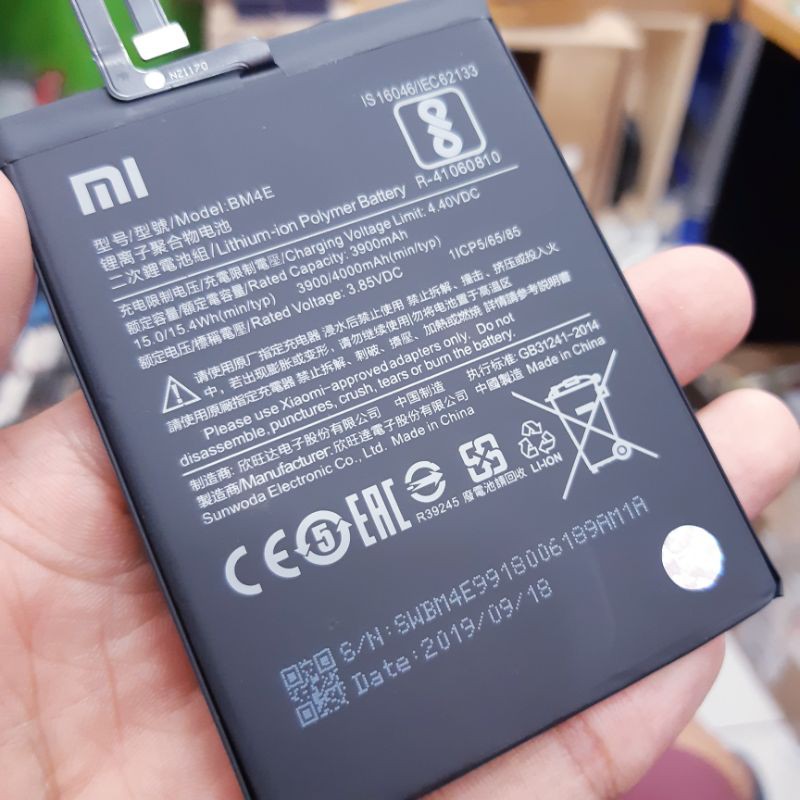 N2117G
IS 16046/IEC62133
R-41060810
mi
型号/型號/Model:BM4E
锂离子聚合物电池
二次鋰電池組/Lithium-ion Polymer Battery
充电限制电压/充電限制電壓/Charging Voltage Limit: 4.40VDC
额定容量/額定電容量/Rated Capacity: 3900mAh
15.0/15.4Wh(min/typ) 3900/4000mAh(min/typ) 1ICP5/65/85
额定电压/標稱電壓/Rated Voltage: 3.85VDC
请使用原厂指定充电器 浸水后禁止使用 禁止拆解、撞击、挤压或投入火
中，若出现膨胀或变形，请勿继续使用 勿将电池置于高温区
請使用原廠指定充電器 禁止拆解、刺破、擠壓、加熱或燃燒 詳情請參考說明書
Please use Xiaomi-approved adapters only. Do not
disassemble,punctures, crush, tears or burn the battery.
执行标准:GB31241-2014
制造商: 欣旺达电子股份有限公司 中国制造
製造商/Manufacturer: 欣旺達電子股份有限公司 中國製造
Sunwoda Electronic Co., Ltd. Made in China
CE 5 EAC
R39245 廢電池請回收 LI-ION
S/N:SWBM4E9918006189AM1A
Date:2019/09/18